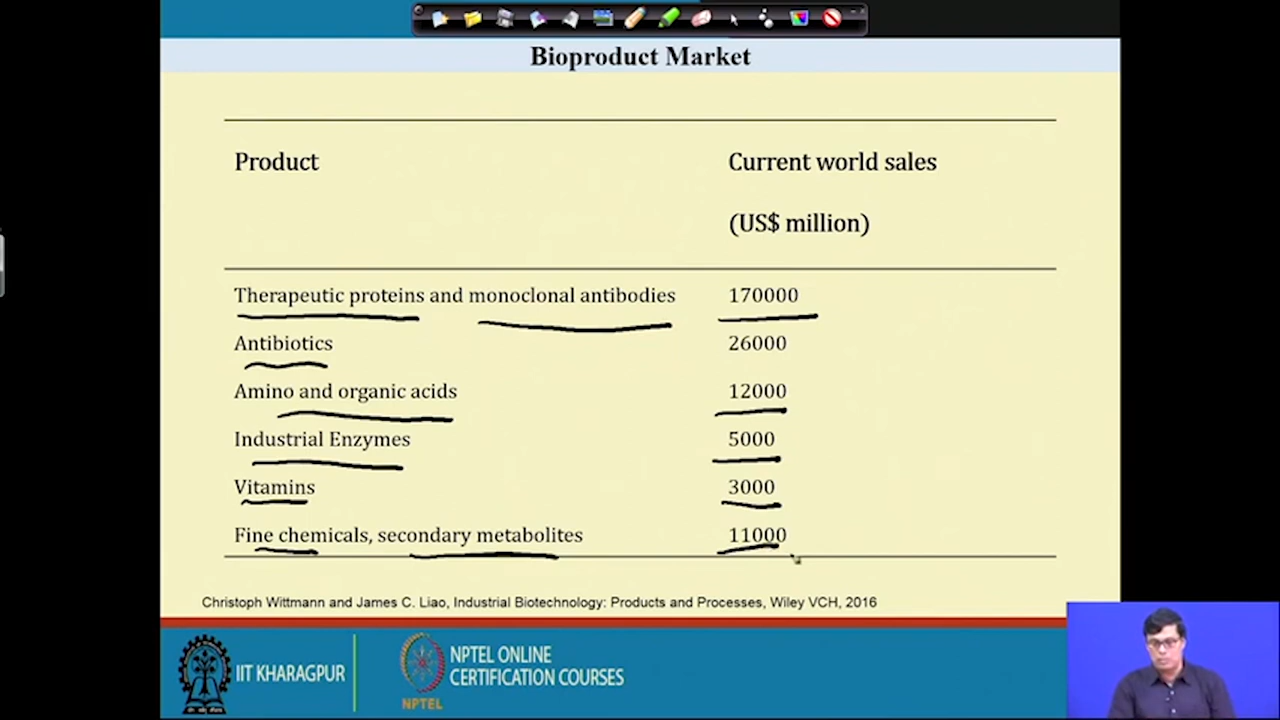 Bioproduct Market
Product Current world sales
(US$ million)
Therapeutic proteins and monoclonal antibodies 170000
Antibiotics 26000
Amino and organic acids 12000
Industrial Enzymes 5000
Vitamins 3000
Fine chemicals, secondary metabolites 11000
Christoph Wittmann and James C. Liao, Industrial Biotechnology: Products and Processes, Wiley VCH, 2016
IIT KHARAGPUR
NPTEL ONLINE
CERTIFICATION COURSES
NPTEL